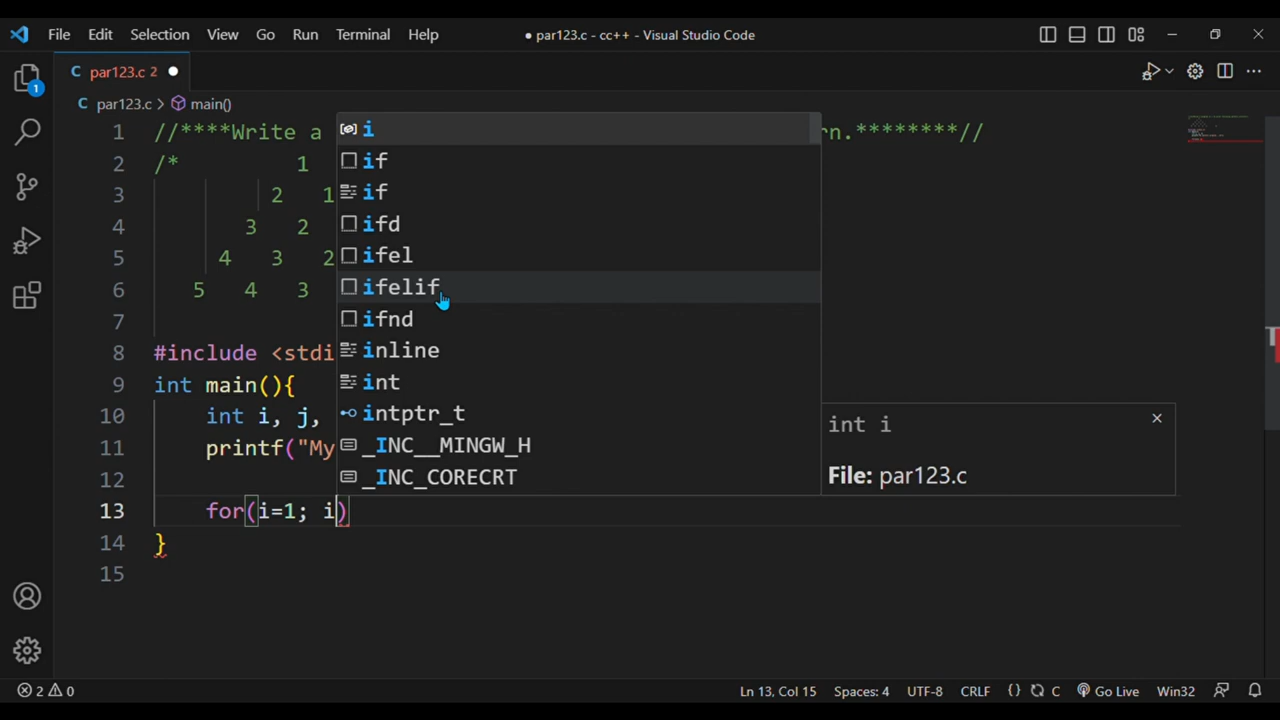 File Edit Selection View Go Run Terminal Help ● par123.c - cc++ - Visual Studio Code
1
C par123.c 2 ●
C par123.c > main()
1 //****Write a rn.********//
2 /* 1
3 2 1
4 3 2
5 4 3 2
6 5 4 3
7
8 #include <stdi
9 int main(){
10 int i, j,
11 printf("My
12
13 for(i=1; i)
14 }
15
i
if
if
ifd
ifel
ifelif
ifnd
inline
int
intptr_t
_INC__MINGW_H
_INC_CORECRT
int i
File: par123.c
2 0 Ln 13, Col 15 Spaces: 4 UTF-8 CRLF {} C Go Live Win32